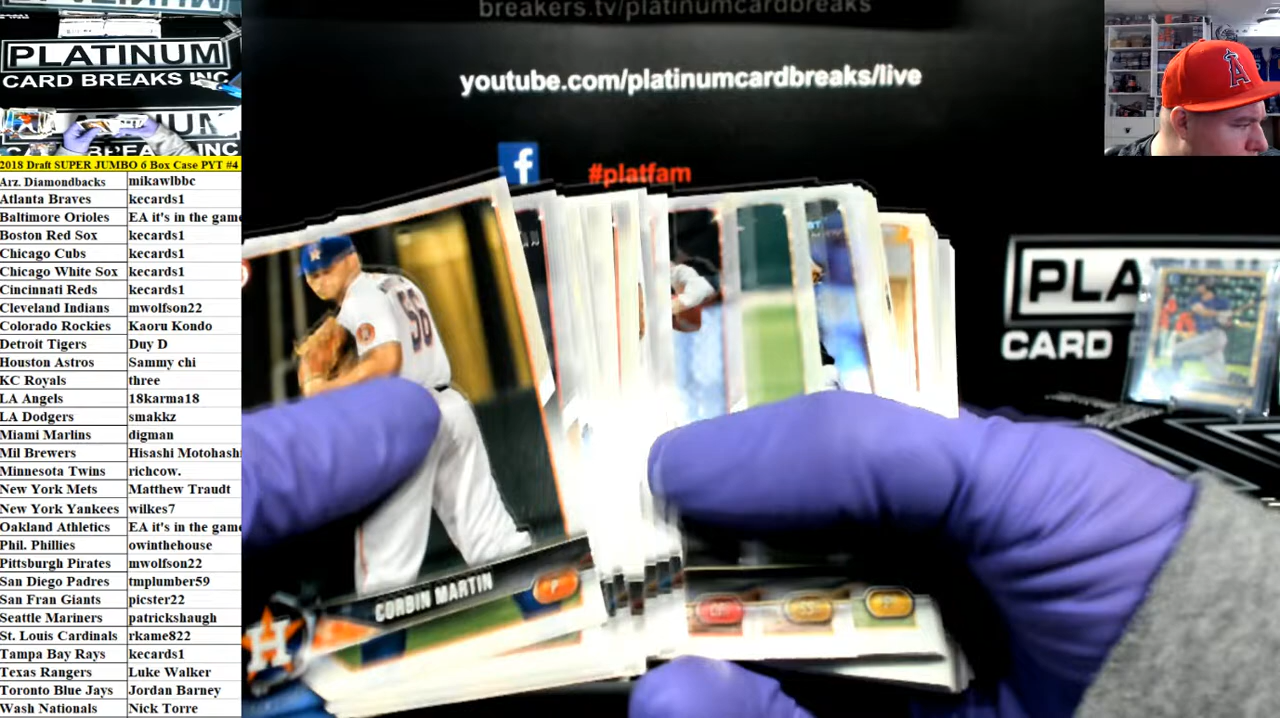 breakers.tv/platinumcardbreaks
youtube.com/platinumcardbreaks/live
#platfam
PLATINUM
CARD BREAKS INC
2018 Draft SUPER JUMBO 6 Box Case PYT #4
Arz. Diamondbacks mikawlbbc
Atlanta Braves kecards1
Baltimore Orioles EA it's in the game
Boston Red Sox kecards1
Chicago Cubs kecards1
Chicago White Sox kecards1
Cincinnati Reds kecards1
Cleveland Indians mwolfson22
Colorado Rockies Kaoru Kondo
Detroit Tigers Duy D
Houston Astros Sammy chi
KC Royals three
LA Angels 18karma18
LA Dodgers smakkz
Miami Marlins digman
Mil Brewers Hisashi Motohashi
Minnesota Twins richcow.
New York Mets Matthew Traudt
New York Yankees wilkes7
Oakland Athletics EA it's in the game
Phil. Phillies owinthehouse
Pittsburgh Pirates mwolfson22
San Diego Padres tmplumber59
San Fran Giants picster22
Seattle Mariners patrickshaugh
St. Louis Cardinals rkame822
Tampa Bay Rays kecards1
Texas Rangers Luke Walker
Toronto Blue Jays Jordan Barney
Wash Nationals Nick Torre
56
CORBIN MARTIN P
H
CF SS P
PLA
CARD
A